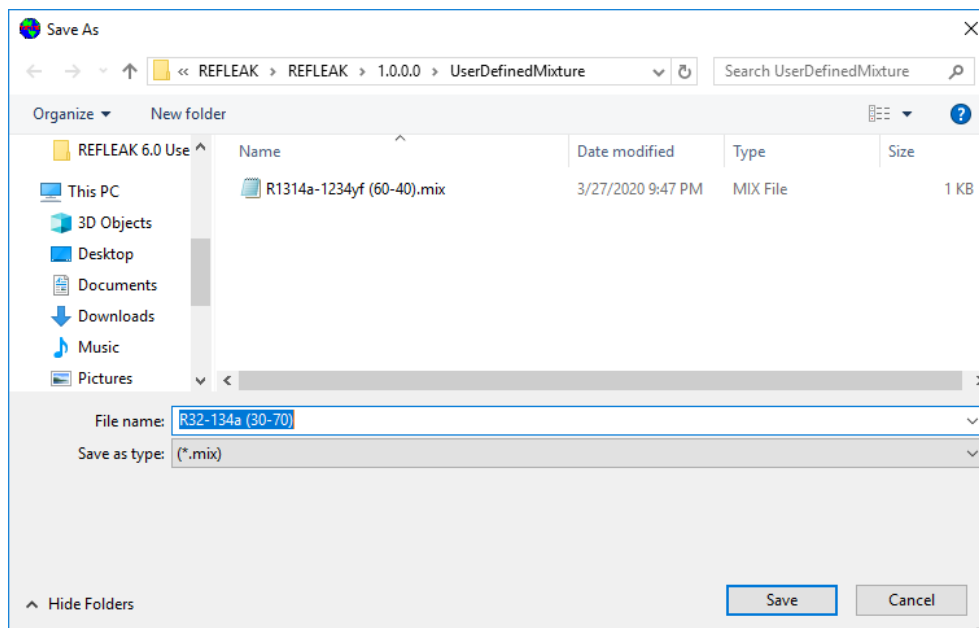 Save As
« REFLEAK > REFLEAK > 1.0.0.0 > UserDefinedMixture Search UserDefinedMixture
Organize New folder ?
REFLEAK 6.0 Use Name Date modified Type Size
This PC R1314a-1234yf (60-40).mix 3/27/2020 9:47 PM MIX File 1 KB
3D Objects
Desktop
Documents
Downloads
Music
Pictures
File name: R32-134a (30-70)
Save as type: (*.mix)
Hide Folders Save Cancel